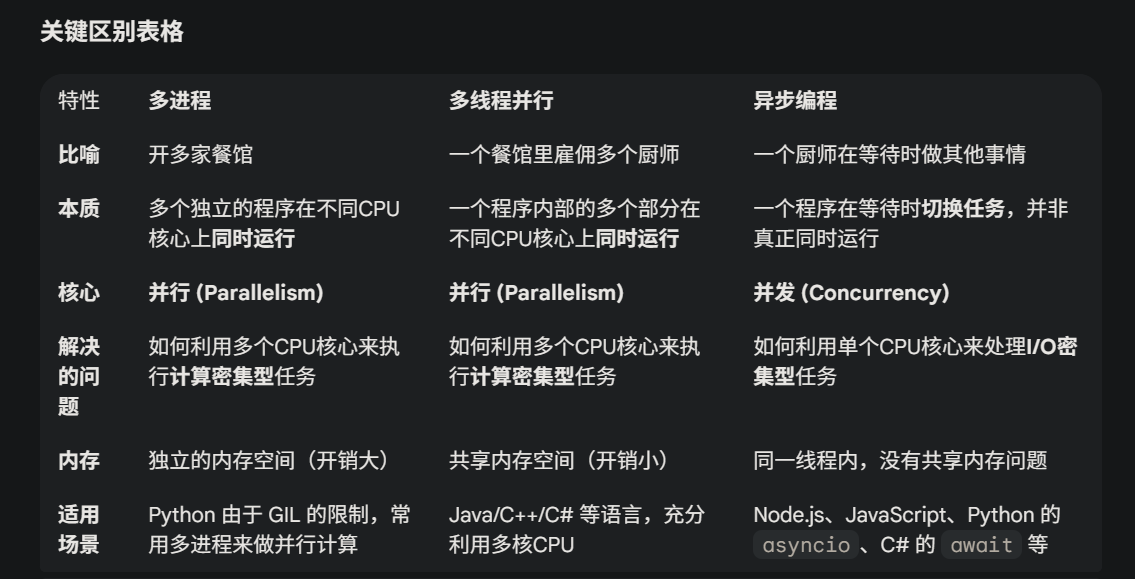 关键区别表格
特性 多进程 多线程并行 异步编程
比喻 开多家餐馆 一个餐馆里雇佣多个厨师 一个厨师在等待时做其他事情
本质 多个独立的程序在不同CPU 一个程序内部的多个部分在 一个程序在等待时切换任务，并非
核心上同时运行 不同CPU核心上同时运行 真正同时运行
核心 并行 (Parallelism) 并行 (Parallelism) 并发 (Concurrency)
解决 如何利用多个CPU核心来执 如何利用多个CPU核心来执 如何利用单个CPU核心来处理I/O密
的问 行计算密集型任务 行计算密集型任务 集型任务
题
内存 独立的内存空间（开销大） 共享内存空间（开销小） 同一线程内，没有共享内存问题
适用 Python 由于 GIL 的限制，常 Java/C++/C# 等语言，充分 Node.js、JavaScript、Python 的
场景 用多进程来做并行计算 利用多核CPU asyncio 、C# 的 await 等